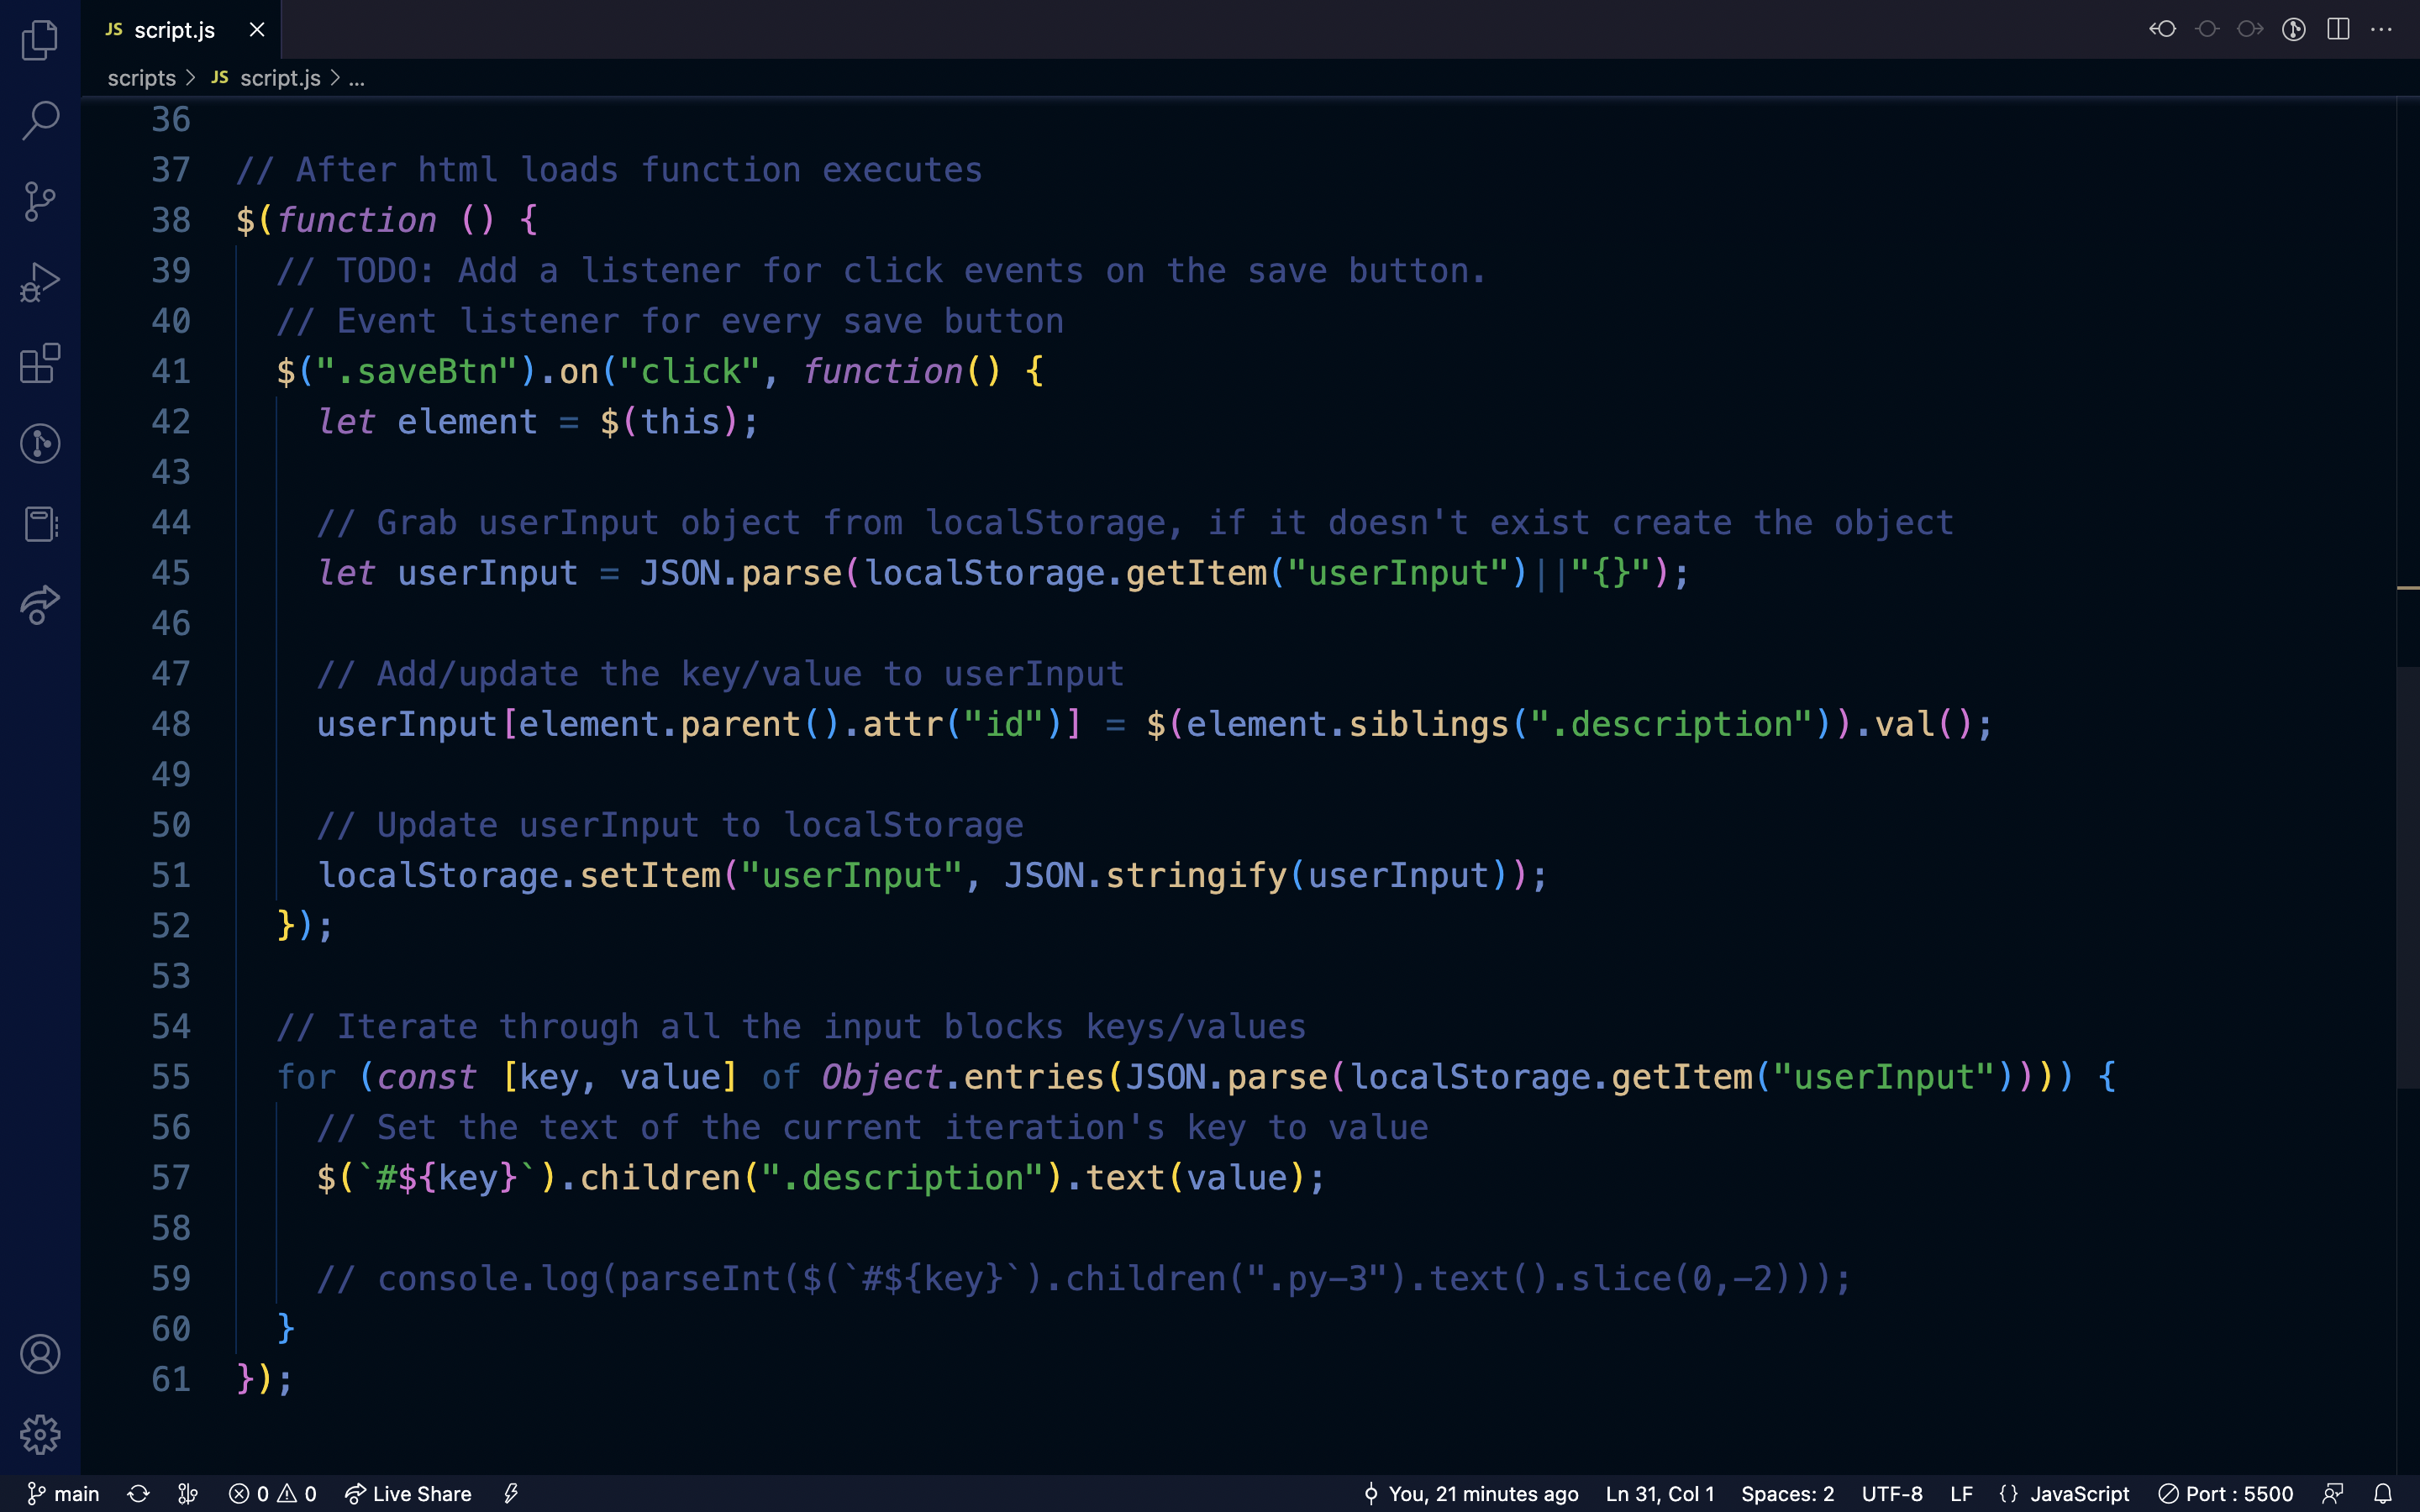 JS script.js
scripts > JS script.js > ...
36
37 // After html loads function executes
38 $(function () {
39   // TODO: Add a listener for click events on the save button.
40   // Event listener for every save button
41   $(".saveBtn").on("click", function() {
42     let element = $(this);
43
44     // Grab userInput object from localStorage, if it doesn't exist create the object
45     let userInput = JSON.parse(localStorage.getItem("userInput")||"{}");
46
47     // Add/update the key/value to userInput
48     userInput[element.parent().attr("id")] = $(element.siblings(".description")).val();
49
50     // Update userInput to localStorage
51     localStorage.setItem("userInput", JSON.stringify(userInput));
52   });
53
54   // Iterate through all the input blocks keys/values
55   for (const [key, value] of Object.entries(JSON.parse(localStorage.getItem("userInput")))) {
56     // Set the text of the current iteration's key to value
57     $(`#${key}`).children(".description").text(value);
58
59     // console.log(parseInt($(`#${key}`).children(".py-3").text().slice(0,-2)));
60   }
61 });
main 0 0 Live Share You, 21 minutes ago Ln 31, Col 1 Spaces: 2 UTF-8 LF {} JavaScript Port : 5500